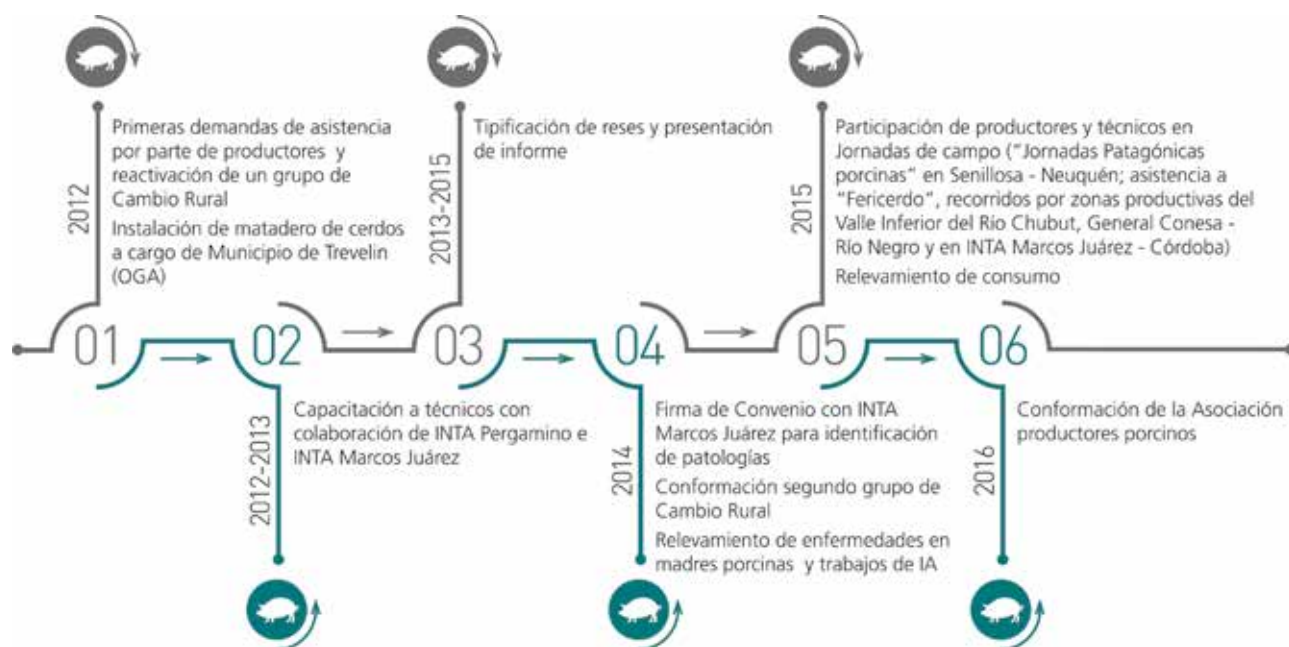 2012
Primeras demandas de asistencia
por parte de productores y
reactivación de un grupo de
Cambio Rural
Instalación de matadero de cerdos
a cargo de Municipio de Trevelin
(OGA)
2013-2015
Tipificación de reses y presentación
de informe
2015
Participación de productores y técnicos en
Jornadas de campo ("Jornadas Patagónicas
porcinas" en Senillosa - Neuquén; asistencia a
"Fericerdo", recorridos por zonas productivas del
Valle Inferior del Río Chubut, General Conesa -
Río Negro y en INTA Marcos Juárez - Córdoba)
Relevamiento de consumo
01
02
03
04
05
06
2012-2013
Capacitación a técnicos con
colaboración de INTA Pergamino e
INTA Marcos Juárez
2014
Firma de Convenio con INTA
Marcos Juárez para identificación
de patologías
Conformación segundo grupo de
Cambio Rural
Relevamiento de enfermedades en
madres porcinas y trabajos de IA
2016
Conformación de la Asociación
productores porcinos